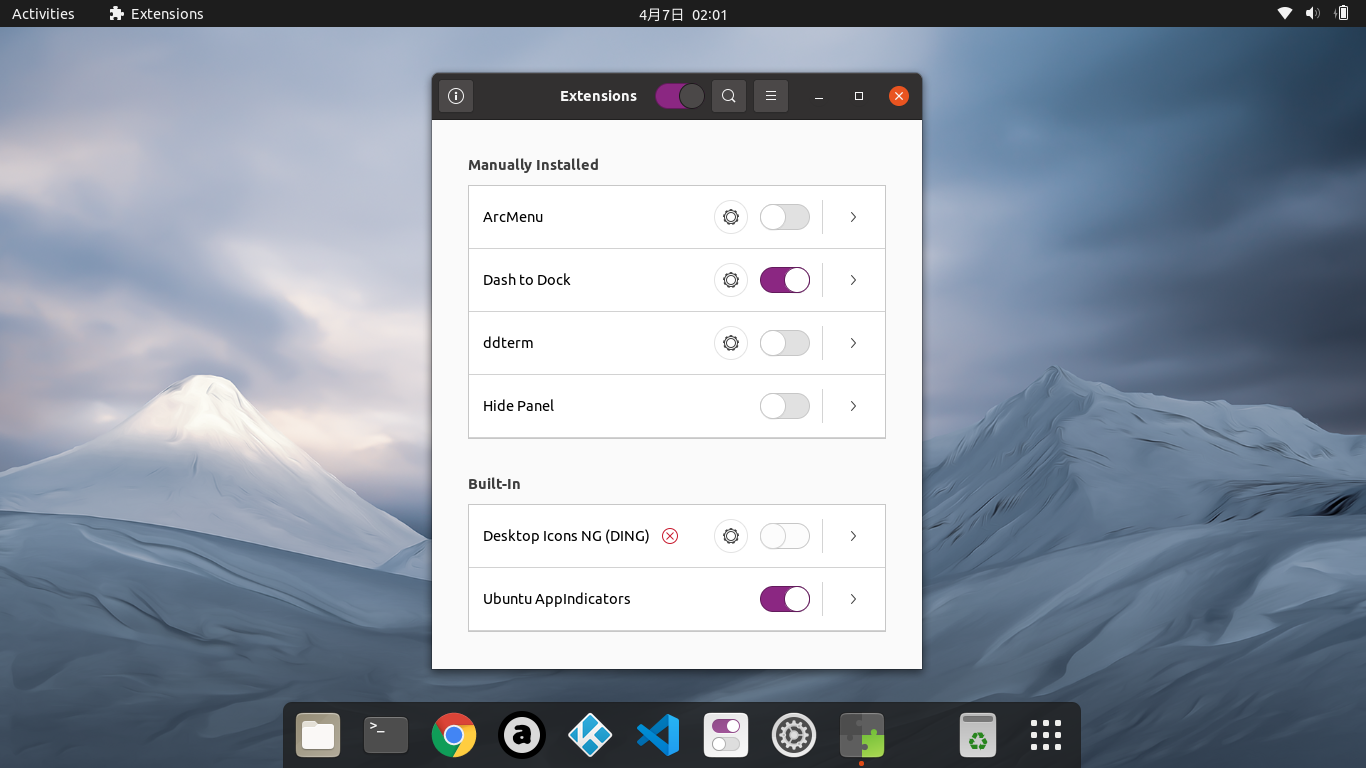 Activities
Extensions
4月7日 02:01
Extensions
Manually Installed
ArcMenu
Dash to Dock
ddterm
Hide Panel
Built-In
Desktop Icons NG (DING)
Ubuntu AppIndicators
>_
a